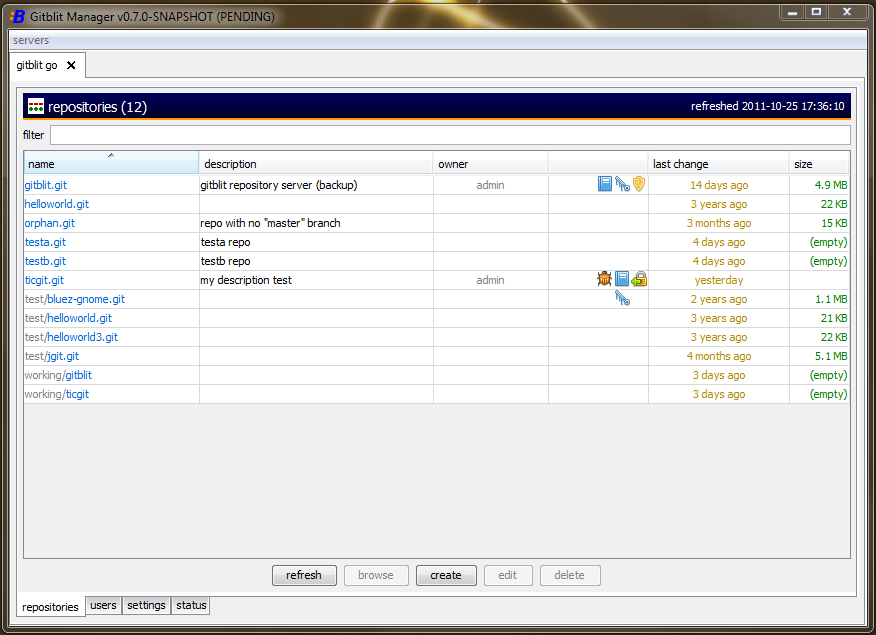 Gitblit Manager v0.7.0-SNAPSHOT (PENDING)
servers
gitblit go
repositories (12) refreshed 2011-10-25 17:36:10
filter
name description owner last change size
gitblit.git gitblit repository server (backup) admin 14 days ago 4.9 MB
helloworld.git 3 years ago 22 KB
orphan.git repo with no "master" branch 3 months ago 15 KB
testa.git testa repo 4 days ago (empty)
testb.git testb repo 4 days ago (empty)
ticgit.git my description test admin yesterday
test/bluez-gnome.git 2 years ago 1.1 MB
test/helloworld.git 3 years ago 21 KB
test/helloworld3.git 3 years ago 22 KB
test/jgit.git 4 months ago 5.1 MB
working/gitblit 3 days ago (empty)
working/ticgit 3 days ago (empty)
refresh browse create edit delete
repositories users settings status